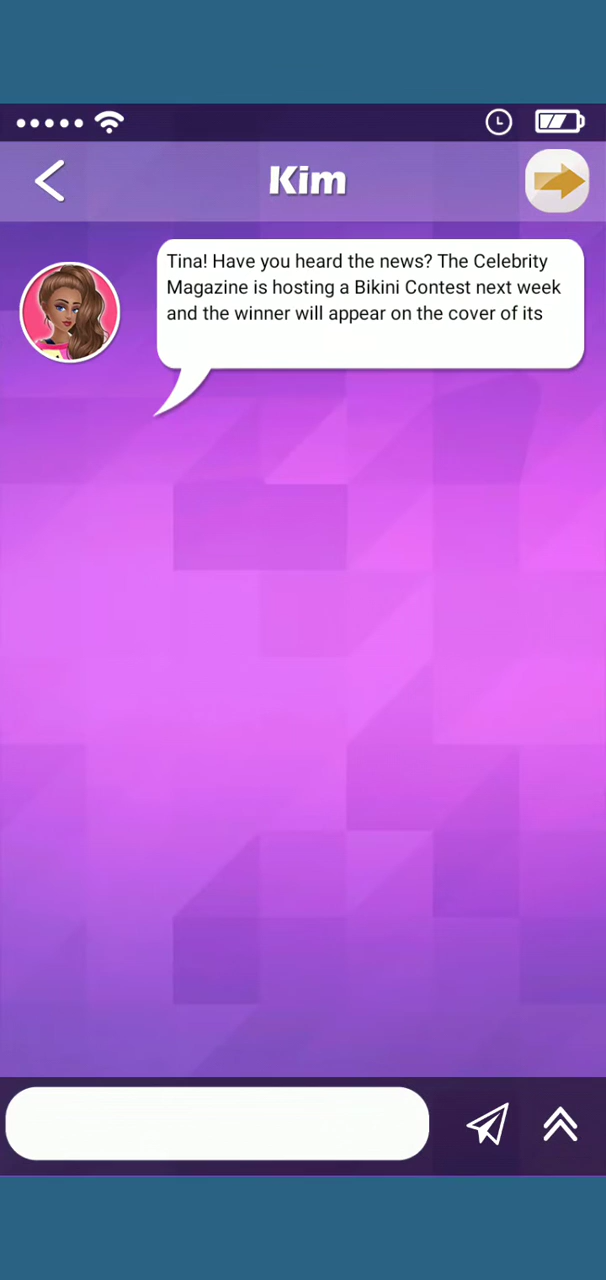 Kim
Tina! Have you heard the news? The Celebrity
Magazine is hosting a Bikini Contest next week
and the winner will appear on the cover of its